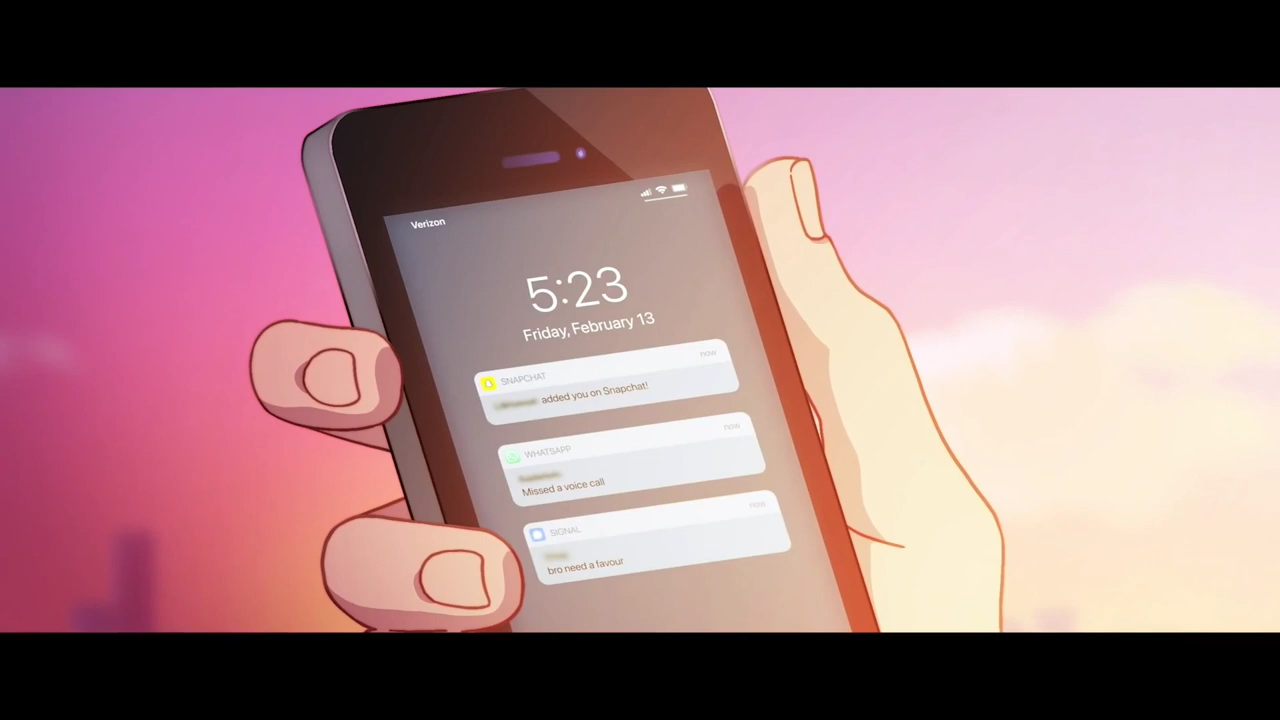 Verizon
5:23
Friday, February 13
SNAPCHAT
now
added you on Snapchat!
WHATSAPP
now
Missed a voice call
SIGNAL
now
bro need a favour